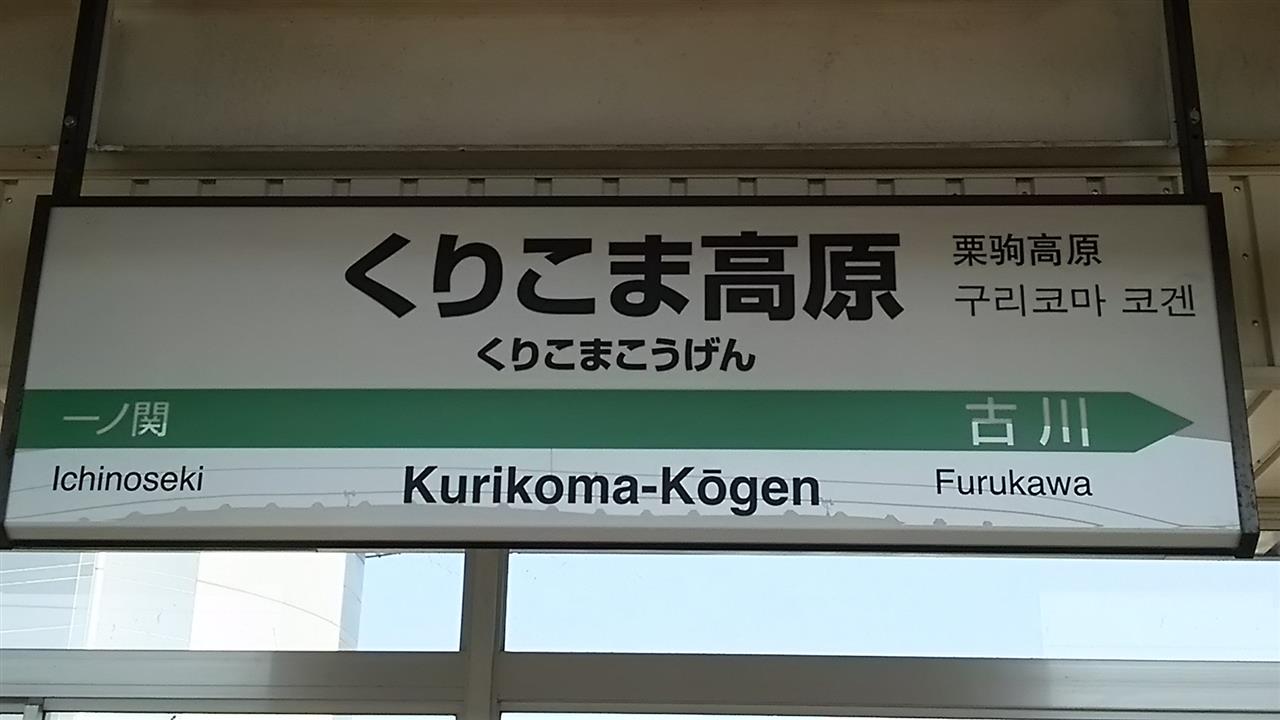 くりこま高原
くりこまこうげん
栗驹高原
구리코마 코겐
一ノ関
古川
Ichinoseki
Kurikoma-Kōgen
Furukawa